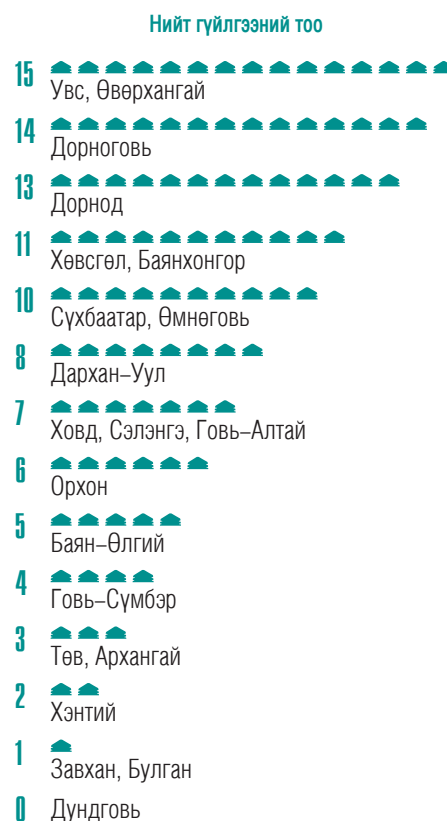 Нийт гүйлгээний тоо
15
Увс, Өвөрхангай
14
Дорноговь
13
Дорнод
11
Хөвсгөл, Баянхонгор
10
Сүхбаатар, Өмнөговь
8
Дархан–Уул
7
Ховд, Сэлэнгэ, Говь–Алтай
6
Орхон
5
Баян–Өлгий
4
Говь–Сүмбэр
3
Төв, Архангай
2
Хэнтий
1
Завхан, Булган
0 Дундговь